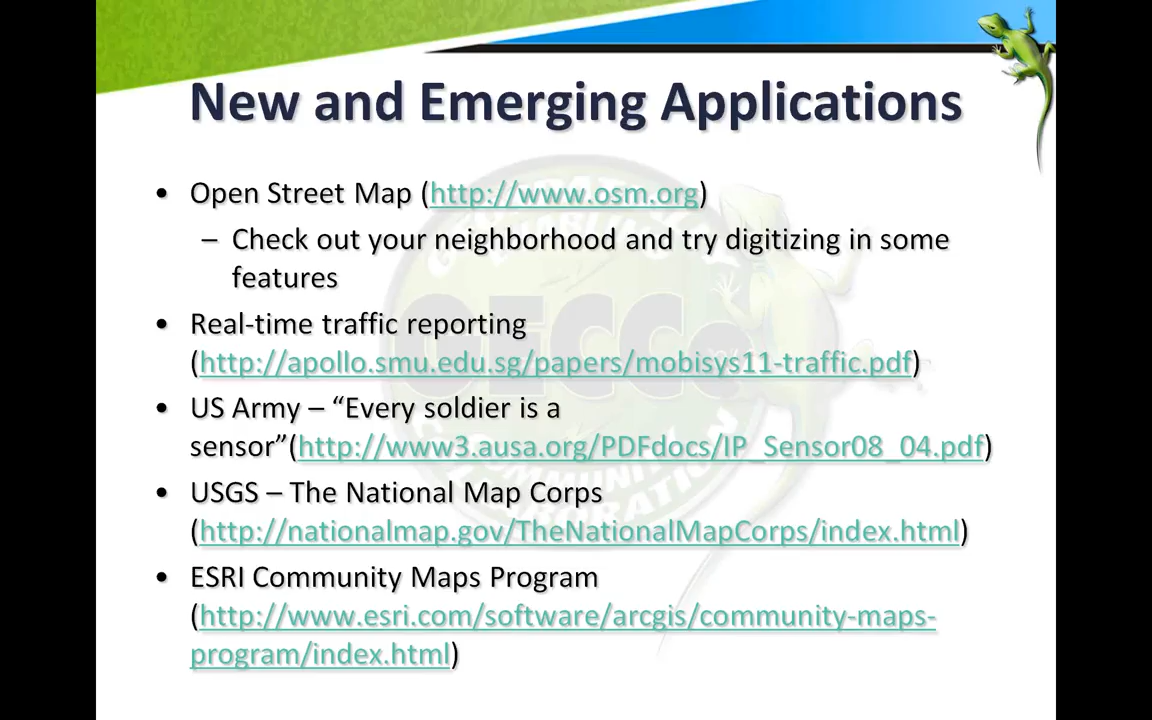 New and Emerging Applications
• Open Street Map (http://www.osm.org)
– Check out your neighborhood and try digitizing in some
features
• Real-time traffic reporting
(http://apollo.smu.edu.sg/papers/mobisys11-traffic.pdf)
• US Army – “Every soldier is a
sensor”(http://www3.ausa.org/PDFdocs/IP_Sensor08_04.pdf)
• USGS – The National Map Corps
(http://nationalmap.gov/TheNationalMapCorps/index.html)
• ESRI Community Maps Program
(http://www.esri.com/software/arcgis/community-maps-
program/index.html)